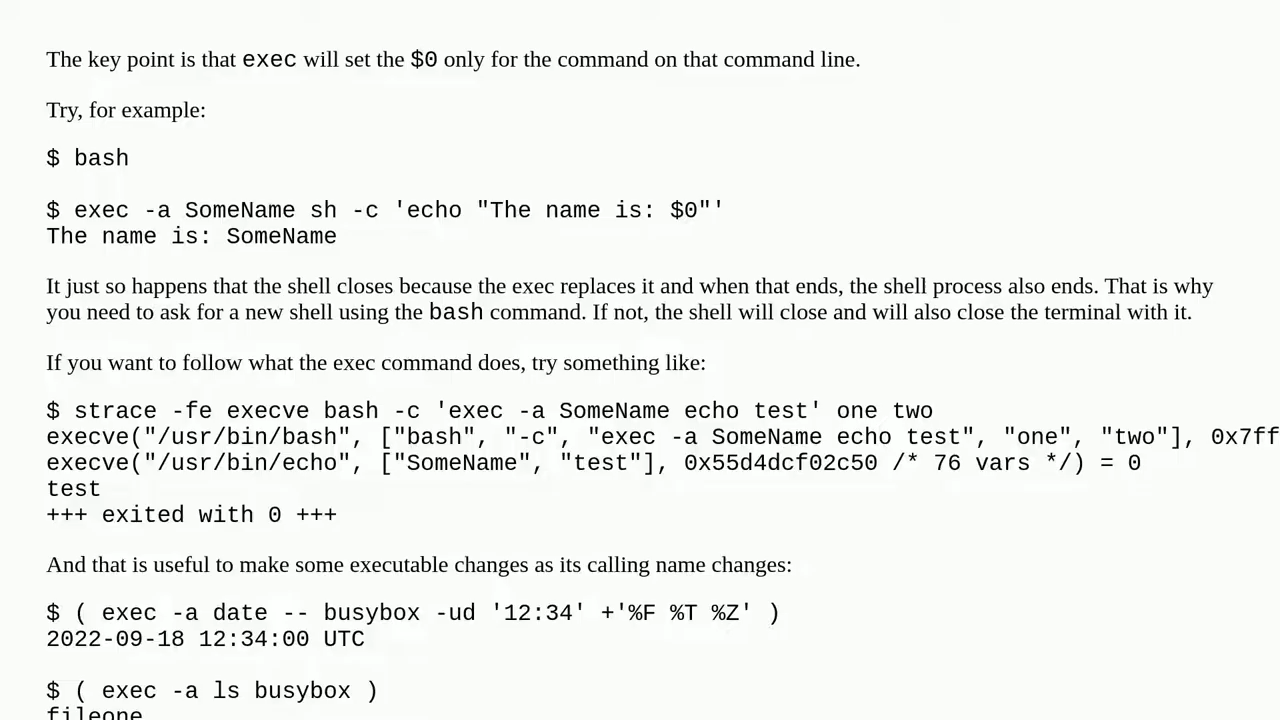 The key point is that exec will set the $0 only for the command on that command line.
Try, for example:
$ bash
$ exec -a SomeName sh -c 'echo "The name is: $0"'
The name is: SomeName
It just so happens that the shell closes because the exec replaces it and when that ends, the shell process also ends. That is why
you need to ask for a new shell using the bash command. If not, the shell will close and will also close the terminal with it.
If you want to follow what the exec command does, try something like:
$ strace -fe execve bash -c 'exec -a SomeName echo test' one two
execve("/usr/bin/bash", ["bash", "-c", "exec -a SomeName echo test", "one", "two"], 0x7ff
execve("/usr/bin/echo", ["SomeName", "test"], 0x55d4dcf02c50 /* 76 vars */) = 0
test
+++ exited with 0 +++
And that is useful to make some executable changes as its calling name changes:
$ ( exec -a date -- busybox -ud '12:34' +'%F %T %Z' )
2022-09-18 12:34:00 UTC
$ ( exec -a ls busybox )
fileone